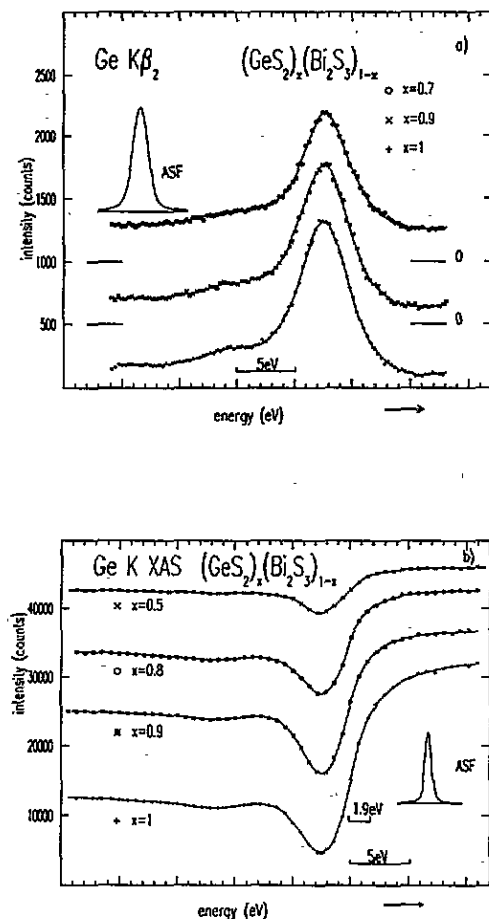 a)
Ge Kβ₂ (GeS₂)ₓ(Bi₂S₃)₁₋ₓ
2500
o x=0.7
× x=0.9
+ x=1
2000
ASF
1500
1000
0
500
0
intensity (counts)
5eV
energy (eV)
b)
Ge K XAS (GeS₂)ₓ(Bi₂S₃)₁₋ₓ
40000
× x=0.5
30000
o x=0.8
20000
x=0.9
10000
+ x=1
intensity (counts)
ASF
1.9eV
5eV
energy (eV)